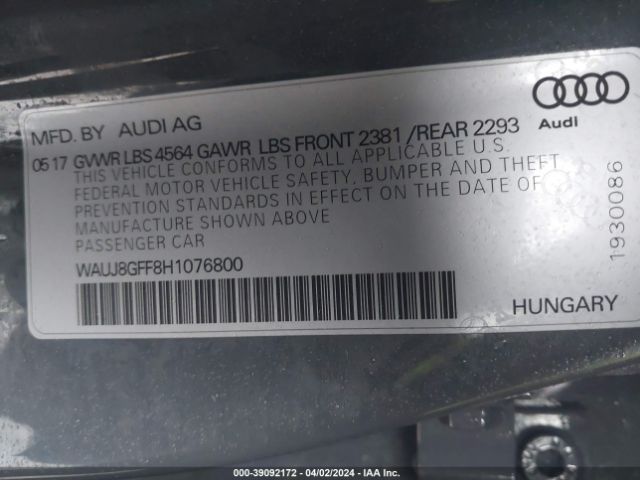 MFD. BY AUDI AG
Audi
0517 GVWR LBS 4564 GAWR LBS FRONT 2381 /REAR 2293
THIS VEHICLE CONFORMS TO ALL APPLICABLE U.S.
FEDERAL MOTOR VEHICLE SAFETY, BUMPER AND THEFT
PREVENTION STANDARDS IN EFFECT ON THE DATE OF
MANUFACTURE SHOWN ABOVE
PASSENGER CAR
1930086
WAUJ8GFF8H1076800
HUNGARY
000-39092172 - 04/02/2024 - IAA Inc.